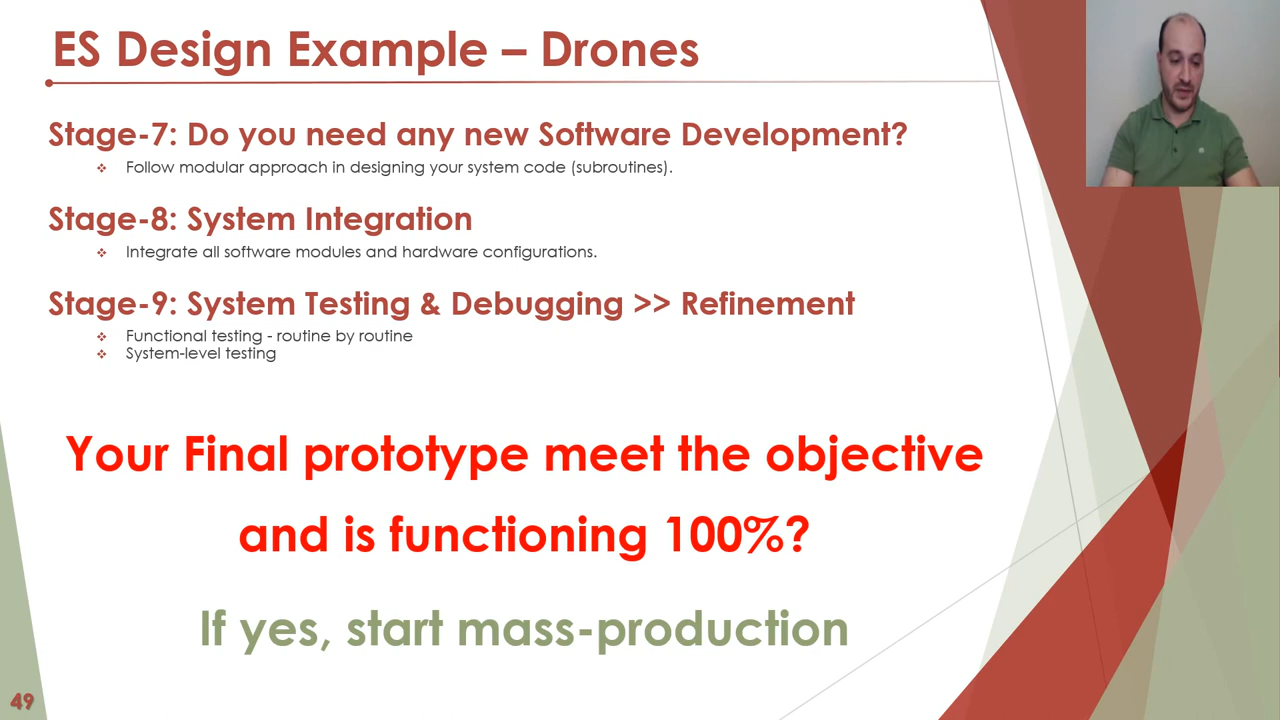 ES Design Example – Drones
Stage-7: Do you need any new Software Development?
Follow modular approach in designing your system code (subroutines).
Stage-8: System Integration
Integrate all software modules and hardware configurations.
Stage-9: System Testing & Debugging >> Refinement
Functional testing - routine by routine
System-level testing
Your Final prototype meet the objective
and is functioning 100%?
If yes, start mass-production
49